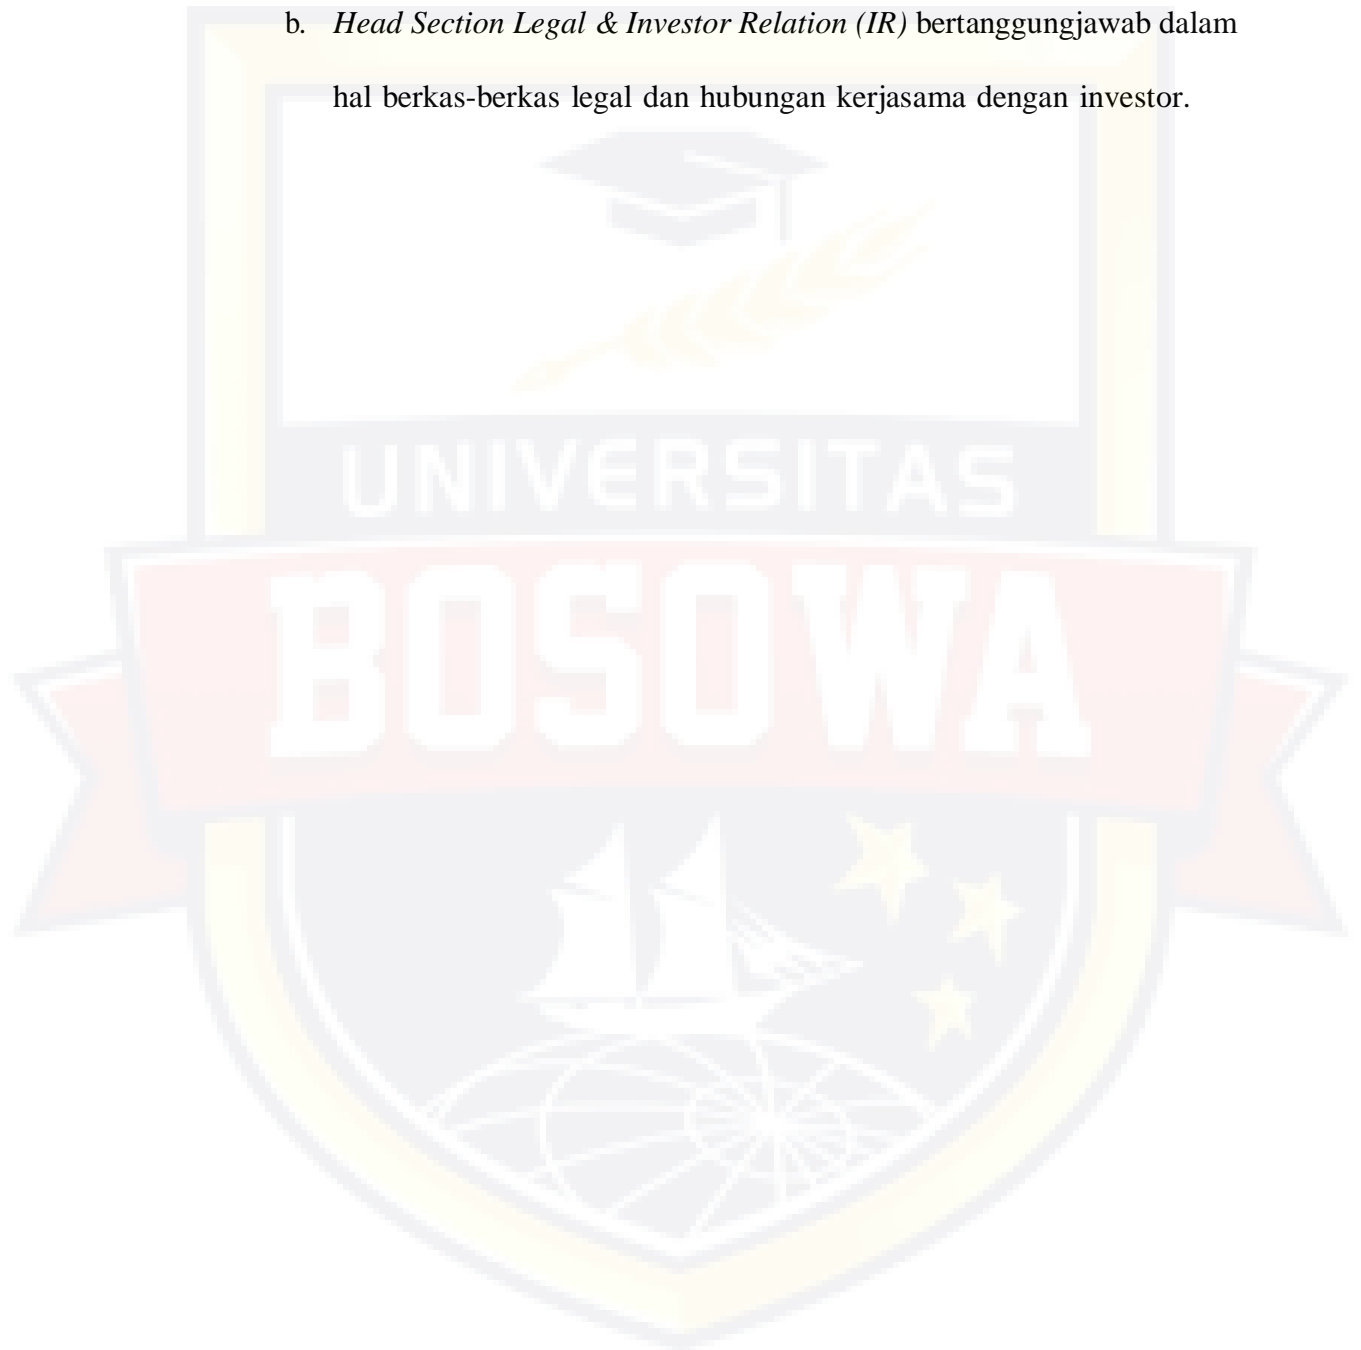 b. Head Section Legal & Investor Relation (IR) bertanggungjawab dalam
hal berkas-berkas legal dan hubungan kerjasama dengan investor.
UNIVERSITAS
BOSOWA